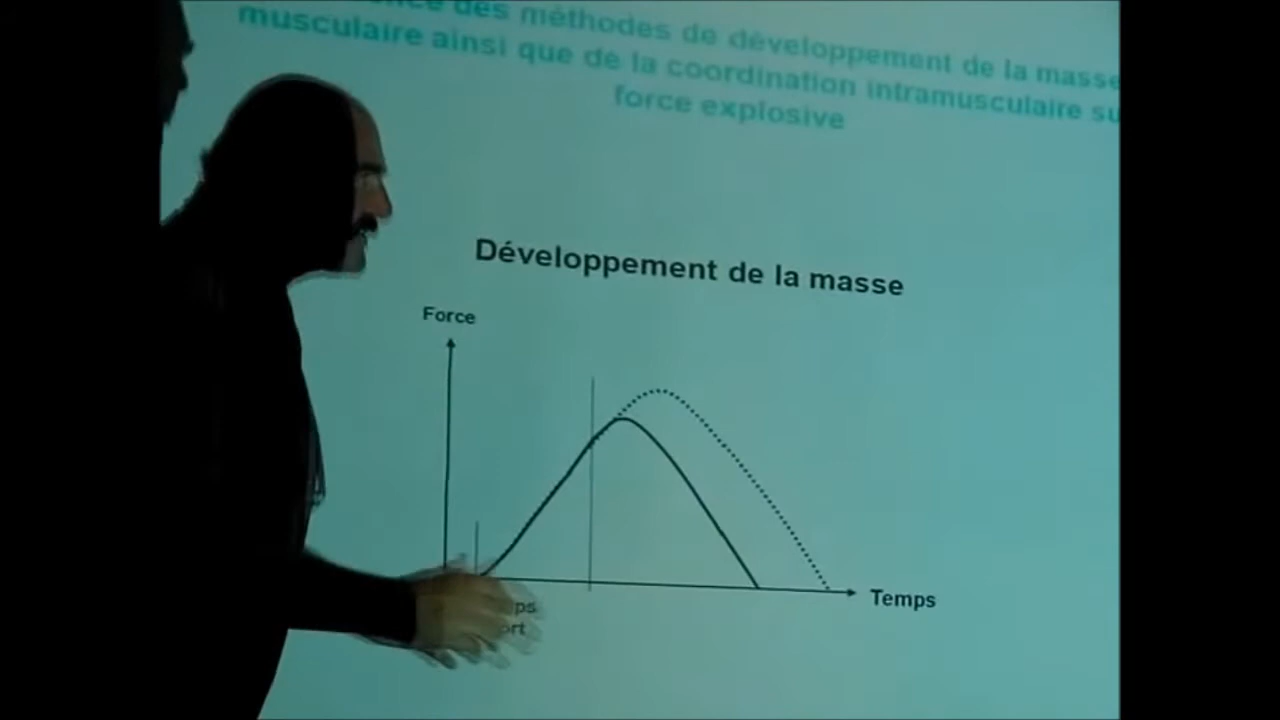 des méthodes de développement de la masse
musculaire ainsi que de la coordination intramusculaire
force explosive
Développement de la masse
Force
Temps